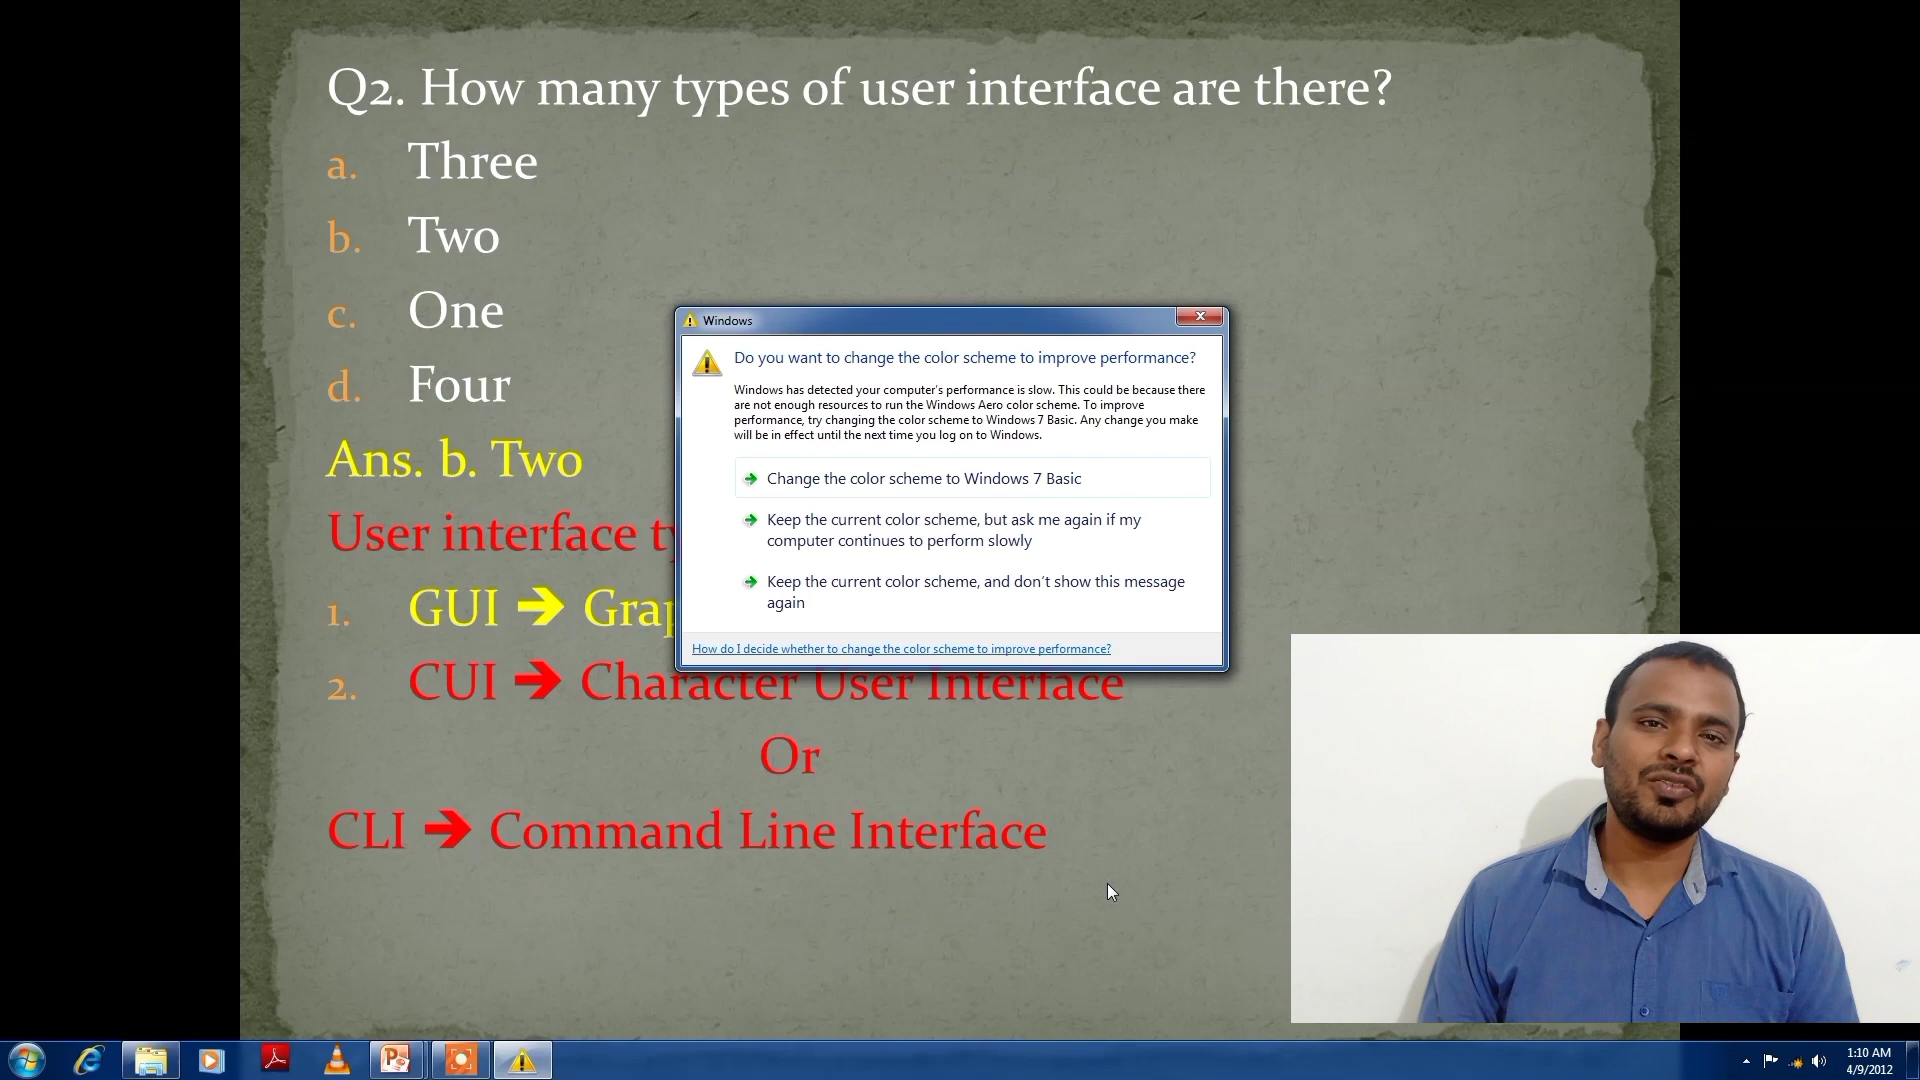 Q2. How many types of user interface are there?
a. Three
b. Two
c. One
d. Four
Ans. b. Two
User interface
1. GUI ➔
2. CUI ➔ Character User Interface
Or
CLI ➔ Command Line Interface
Windows
Do you want to change the color scheme to improve performance?
Windows has detected your computer's performance is slow. This could be because there
are not enough resources to run the Windows Aero color scheme. To improve
performance, try changing the color scheme to Windows 7 Basic. Any change you make
will be in effect until the next time you log on to Windows.
Change the color scheme to Windows 7 Basic
Keep the current color scheme, but ask me again if my
computer continues to perform slowly
Keep the current color scheme, and don't show this message
again
How do I decide whether to change the color scheme to improve performance?
1:10 AM
4/9/2012